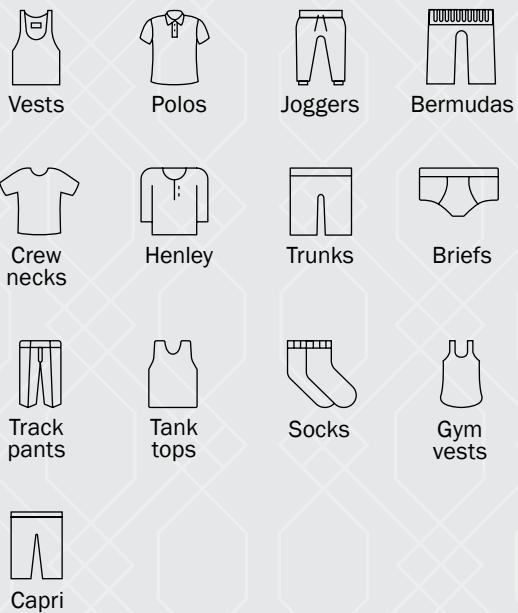 Vests
Polos
Joggers
Bermudas
Crew
necks
Henley
Trunks
Briefs
Track
pants
Tank
tops
Socks
Gym
vests
Capri